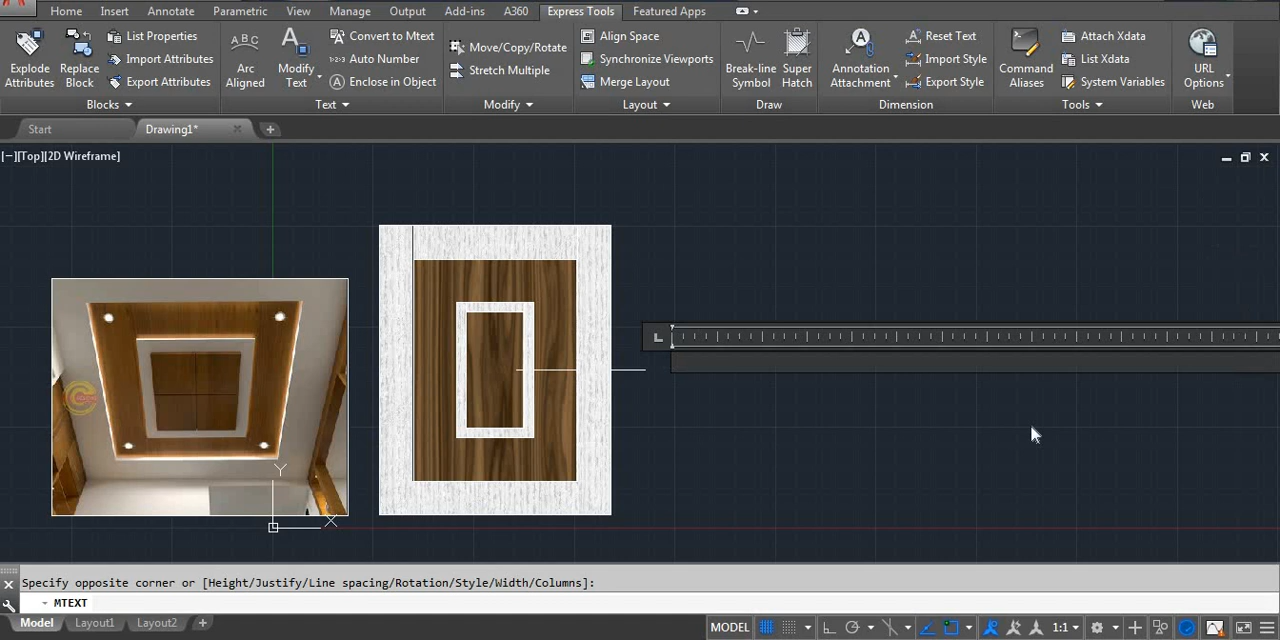 Home Insert Annotate Parametric View Manage Output Add-ins A360 Express Tools Featured Apps
Explode Attributes
Replace Block
List Properties
Import Attributes
Export Attributes
Blocks
ABC
Arc Aligned
Modify Text
Convert to Mtext
1-2-3 Auto Number
Enclose in Object
Text
Move/Copy/Rotate
Stretch Multiple
Modify
Align Space
Synchronize Viewports
Merge Layout
Layout
Break-line Symbol
Super Hatch
Draw
Annotation Attachment
Reset Text
Import Style
Export Style
Dimension
Command Aliases
Attach Xdata
List Xdata
System Variables
Tools
URL Options
Web
Start Drawing1*
[−][Top][2D Wireframe]
Y
X
Specify opposite corner or [Height/Justify/Line spacing/Rotation/Style/Width/Columns]:
MTEXT
Model Layout1 Layout2 MODEL 1:1